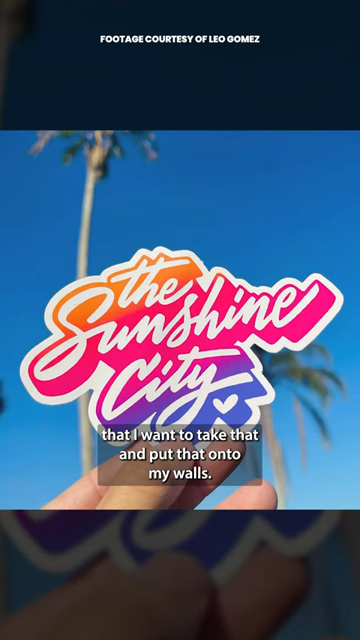 FOOTAGE COURTESY OF LEO GOMEZ
the
Sunshine
City
that I want to take that
and put that onto
my walls.